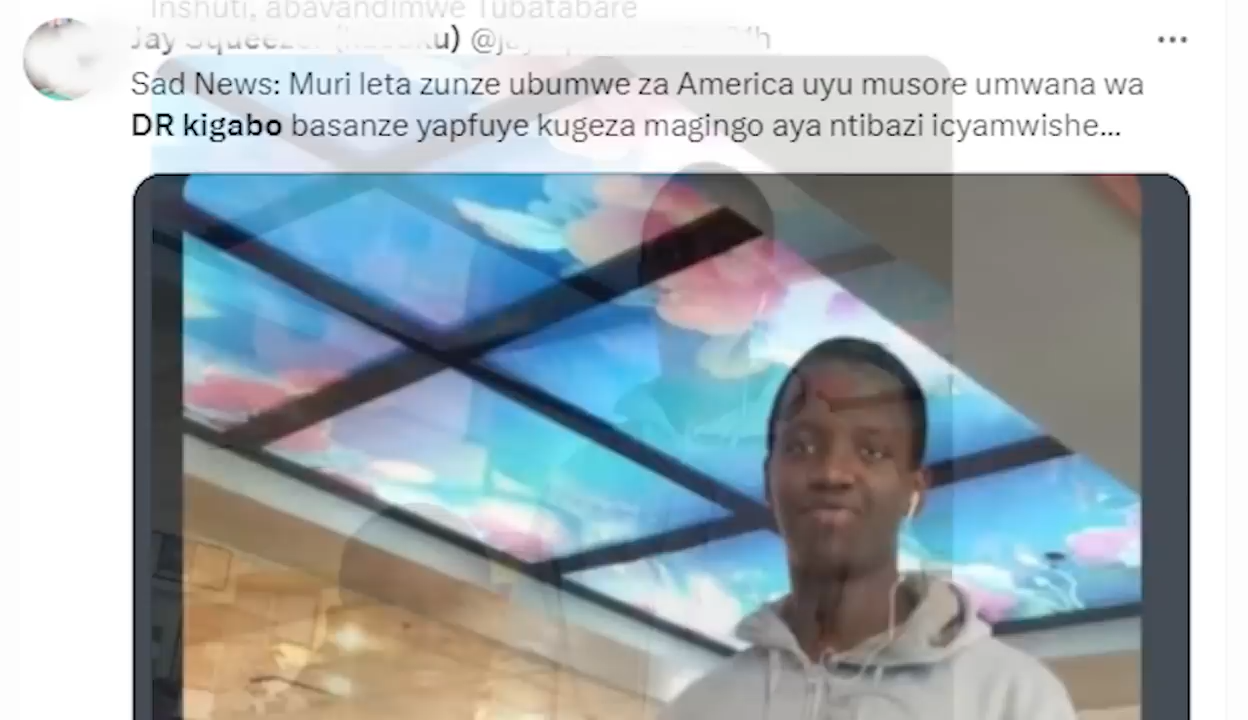 Inshuti, abavandimwe Tubatabare
Jay
Sad News: Muri leta zunze ubumwe za America uyu musore umwana wa
DR kigabo basanze yapfuye kugeza magingo aya ntibazi icyamwishe...